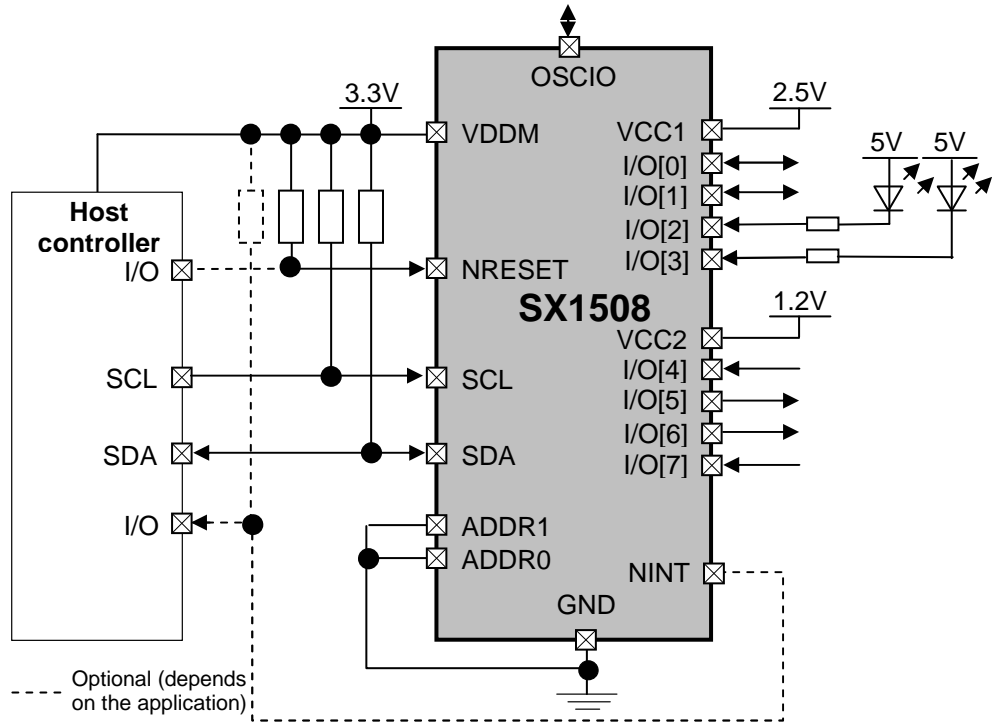 OSCIO
3.3V
2.5V
VDDM
VCC1
5V
5V
I/O[0]
I/O[1]
Host
controller
I/O[2]
I/O
NRESET
I/O[3]
SX1508
1.2V
VCC2
SCL
SCL
I/O[4]
I/O[5]
I/O[6]
SDA
SDA
I/O[7]
I/O
ADDR1
ADDR0
NINT
GND
Optional (depends
on the application)